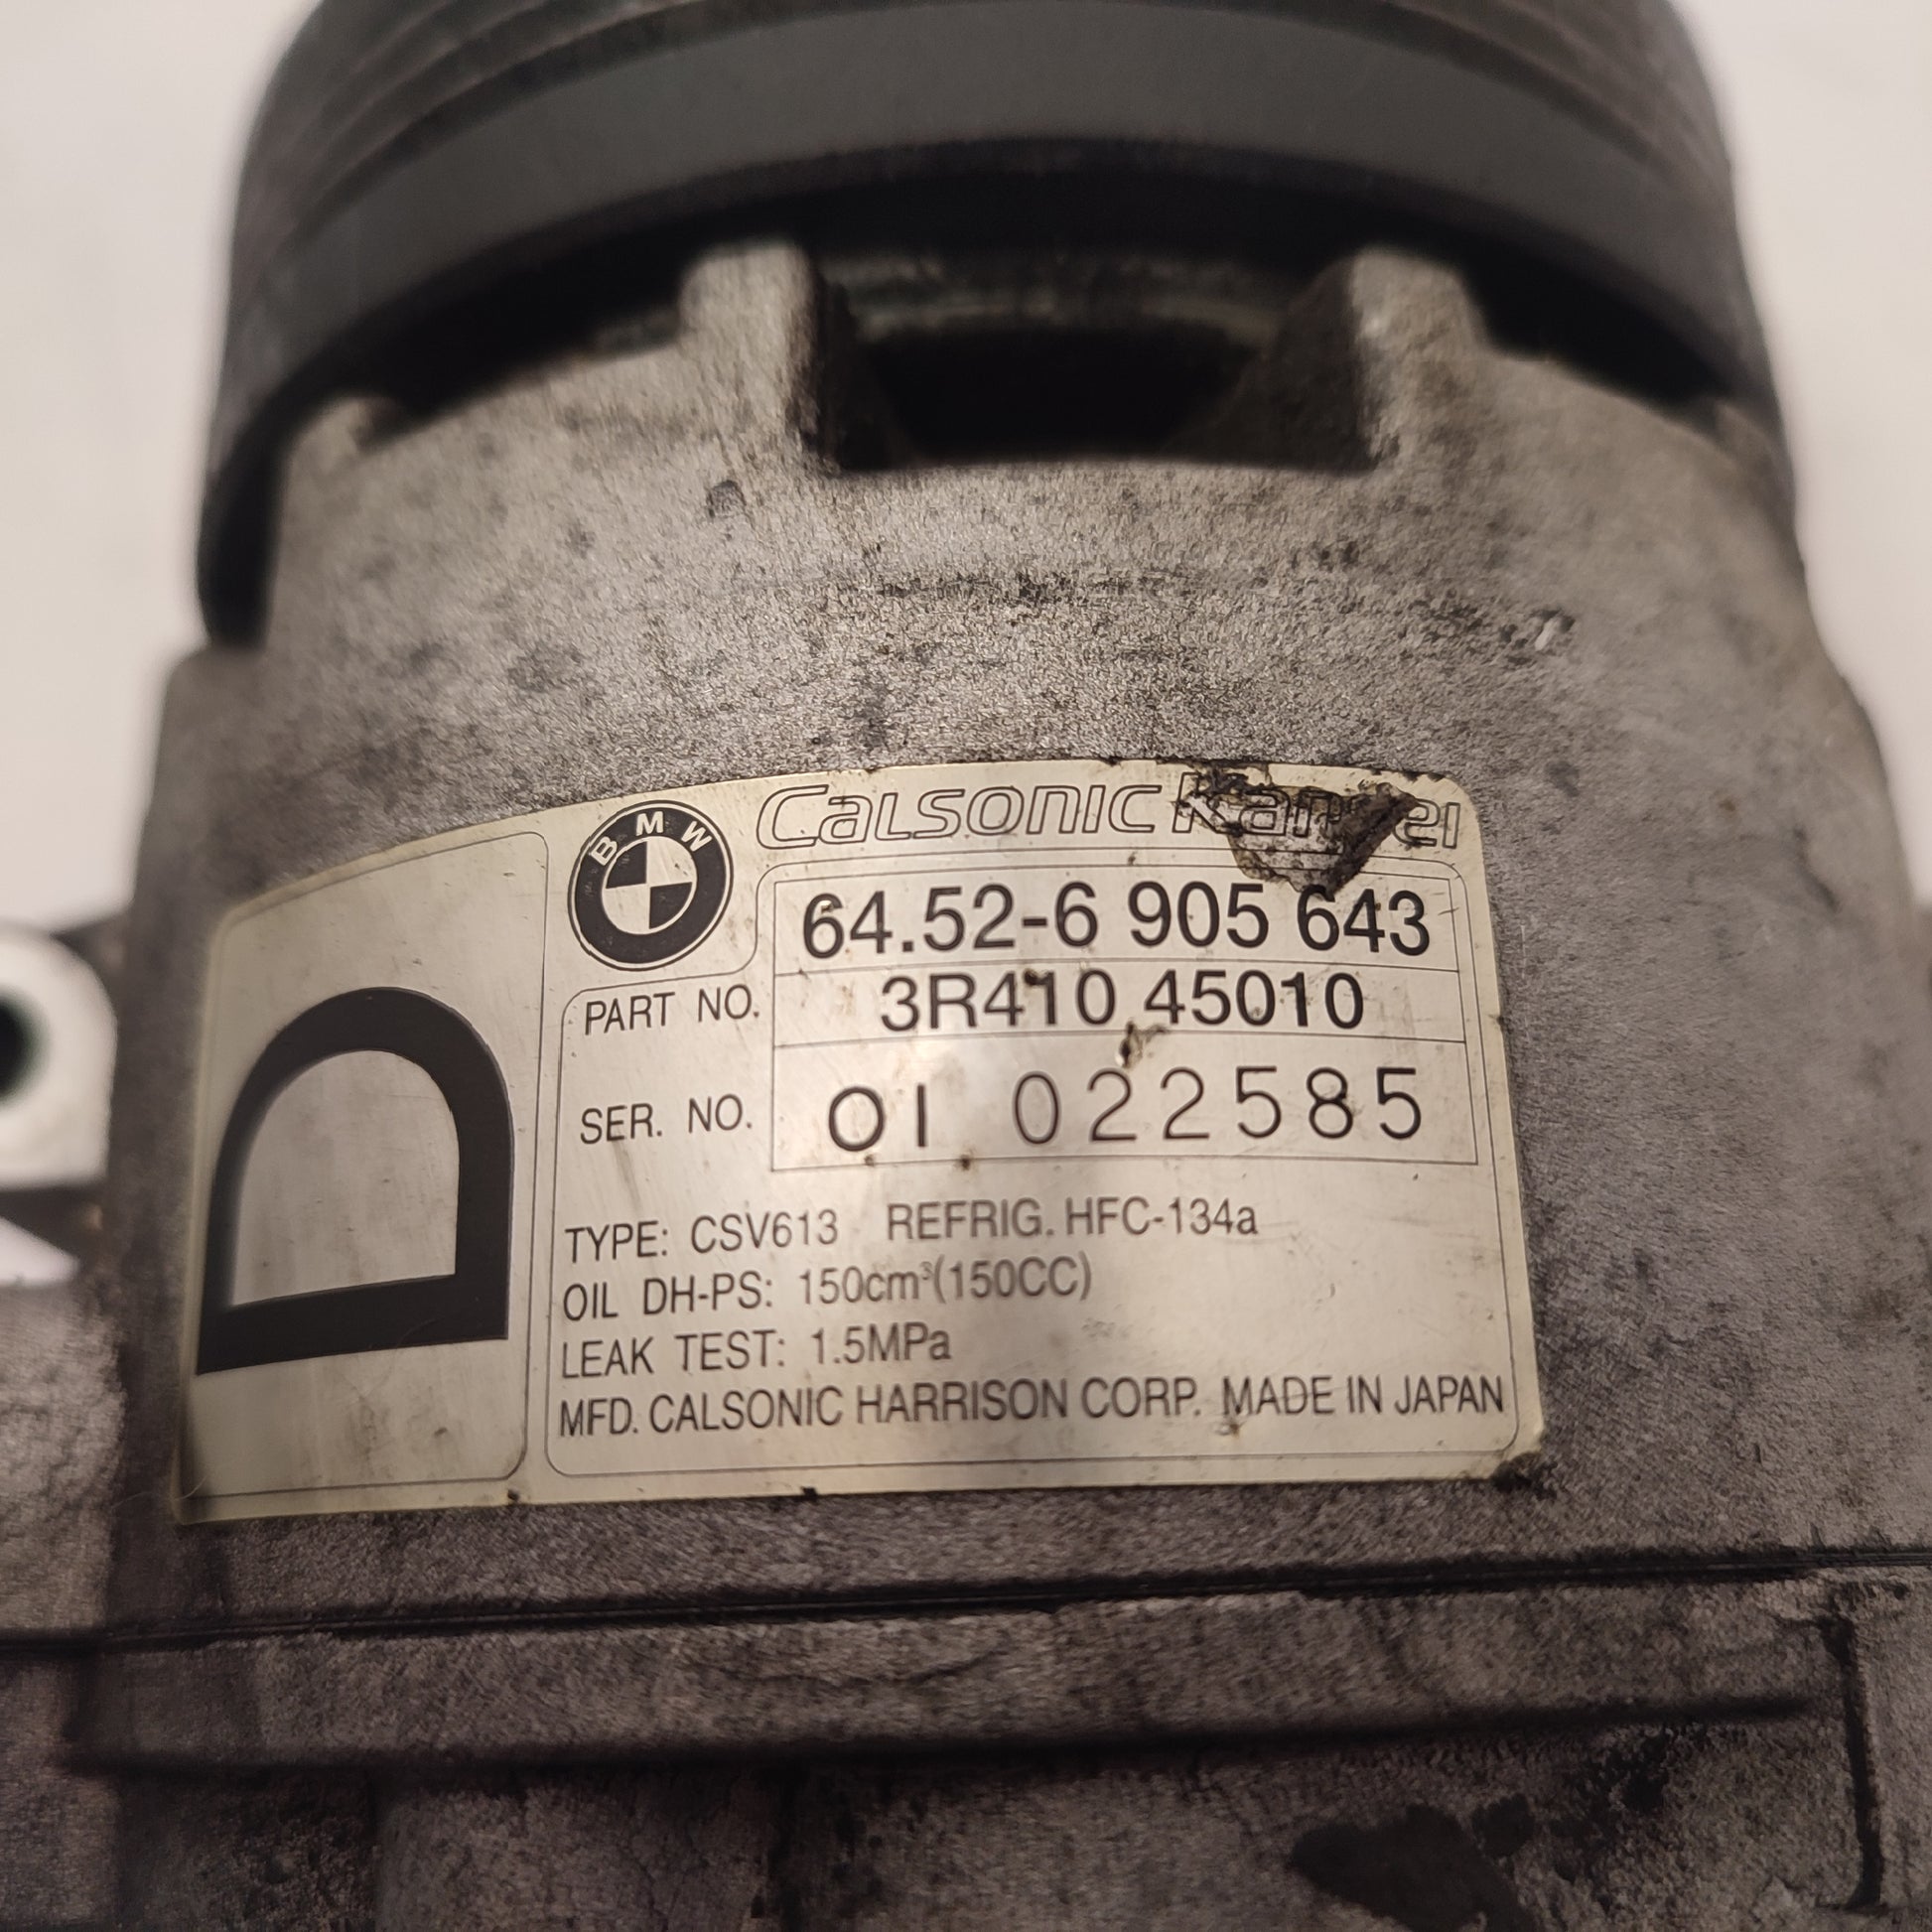 BMW
Calsonic Kansei
64.52-6 905 643
PART NO. 3R410 45010
SER. NO. 01 022585
D
TYPE: CSV613 REFRIG. HFC-134a
OIL DH-PS: 150cm³(150CC)
LEAK TEST: 1.5MPa
MFD. CALSONIC HARRISON CORP. MADE IN JAPAN